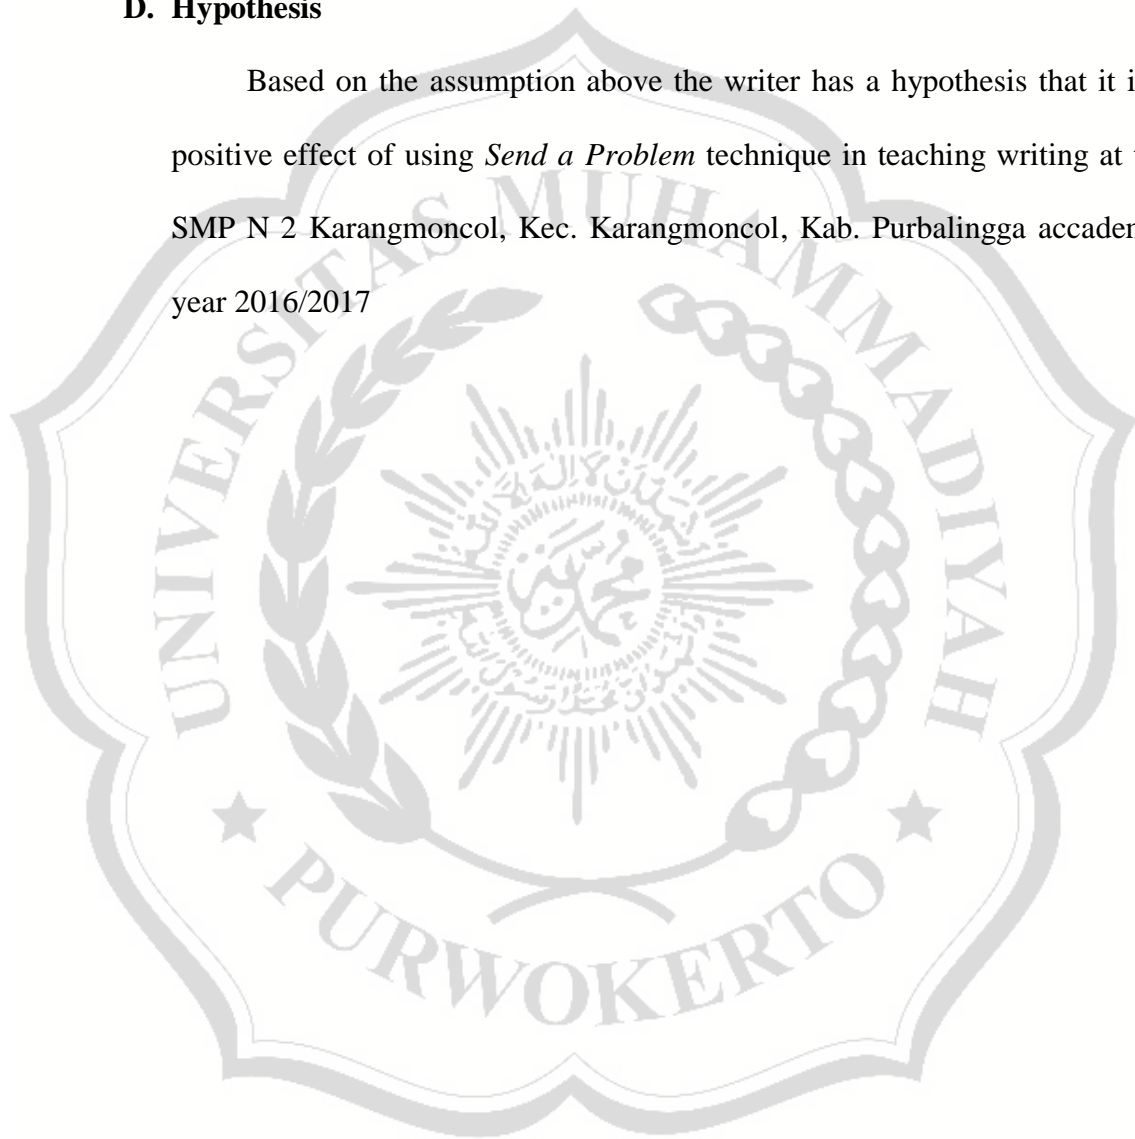 D. Hypothesis
Based on the assumption above the writer has a hypothesis that it i
positive effect of using Send a Problem technique in teaching writing at
SMP N 2 Karangmoncol, Kec. Karangmoncol, Kab. Purbalingga accadem
year 2016/2017
UNIVERSITAS MUHAMMADIYAH
PURWOKERTO